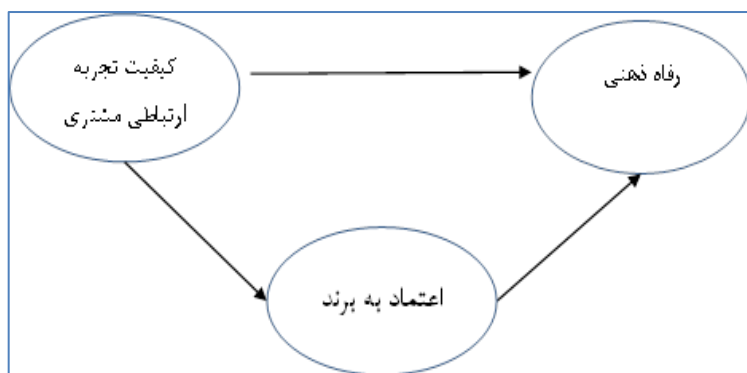 کیفیت تجربه
ارتباطی مشتری
رفاه ذهنی
اعتماد به برند